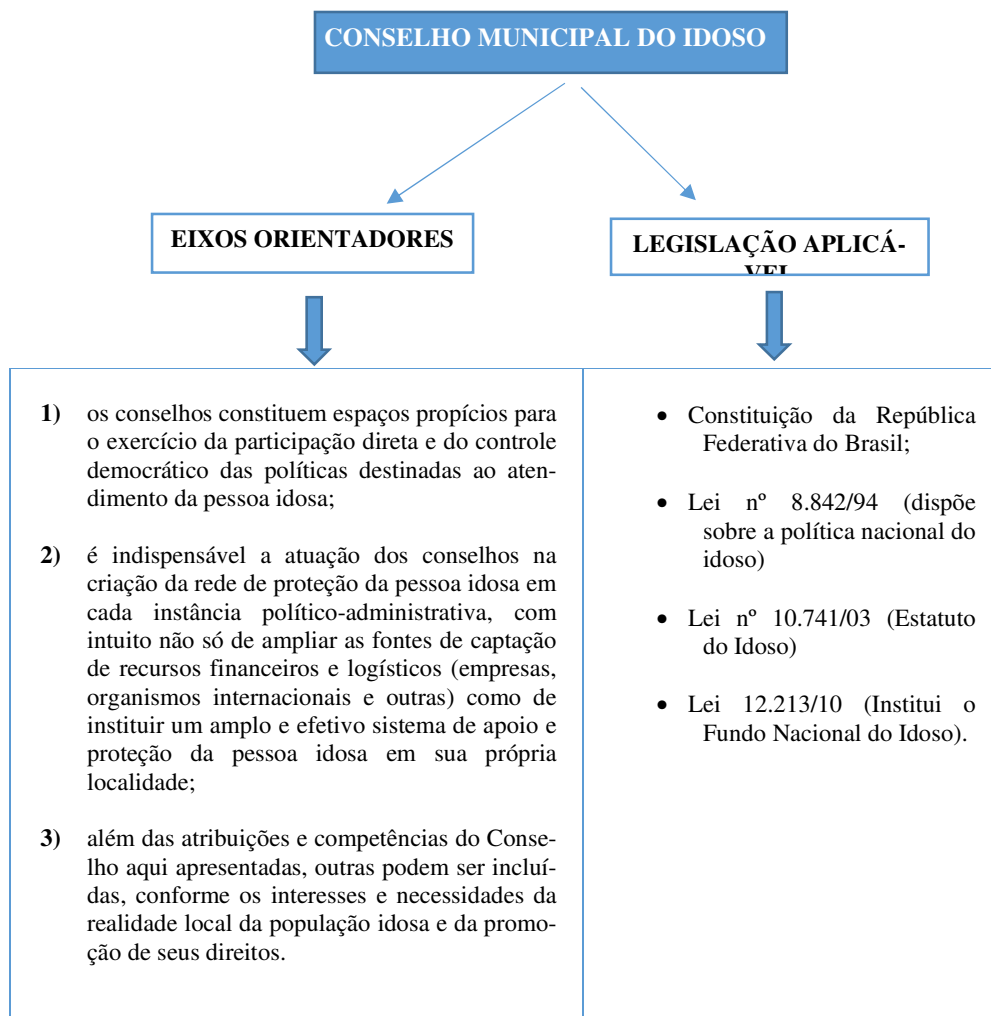 CONSELHO MUNICIPAL DO IDOSO
EIXOS ORIENTADORES
LEGISLAÇÃO APLICÁ-
VEL
1) os conselhos constituem espaços propícios para
o exercício da participação direta e do controle
democrático das políticas destinadas ao aten-
dimento da pessoa idosa;
2) é indispensável a atuação dos conselhos na
criação da rede de proteção da pessoa idosa em
cada instância político-administrativa, com
intuito não só de ampliar as fontes de captação
de recursos financeiros e logísticos (empresas,
organismos internacionais e outras) como de
instituir um amplo e efetivo sistema de apoio e
proteção da pessoa idosa em sua própria
localidade;
3) além das atribuições e competências do Conse-
lho aqui apresentadas, outras podem ser incluí-
das, conforme os interesses e necessidades da
realidade local da população idosa e da promo-
ção de seus direitos.
• Constituição da República
Federativa do Brasil;
• Lei nº 8.842/94 (dispõe
sobre a política nacional do
idoso)
• Lei nº 10.741/03 (Estatuto
do Idoso)
• Lei 12.213/10 (Institui o
Fundo Nacional do Idoso).